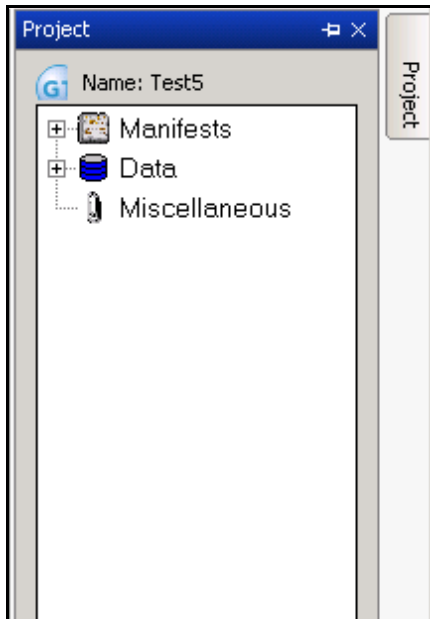 Project
Name: Test5
Manifests
Data
Miscellaneous
Project